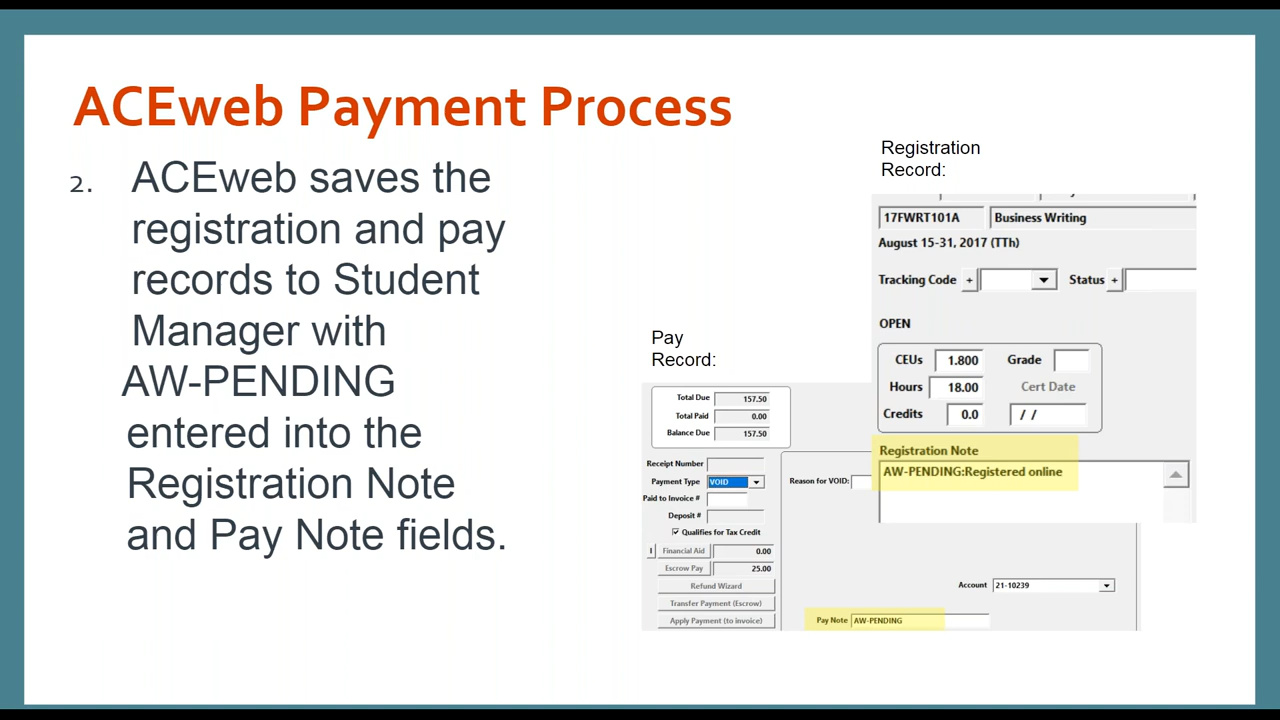 ACEweb Payment Process
2. ACEweb saves the
registration and pay
records to Student
Manager with
AW-PENDING
entered into the
Registration Note
and Pay Note fields.
Registration
Record:
17FWRT101A Business Writing
August 15-31, 2017 (TTh)
Tracking Code + Status +
OPEN
CEUs 1.800 Grade
Hours 18.00 Cert Date
Credits 0.0 / /
Registration Note
AW-PENDING:Registered online
Pay
Record:
Total Due 157.50
Total Paid 0.00
Balance Due 157.50
Receipt Number
Payment Type VOID Reason for VOID:
Paid to Invoice #
Deposit #
Qualifies for Tax Credit
I Financial Aid 0.00
Escrow Pay 25.00
Refund Wizard
Account 21-10239
Transfer Payment (Escrow)
Apply Payment (to invoice) Pay Note AW-PENDING